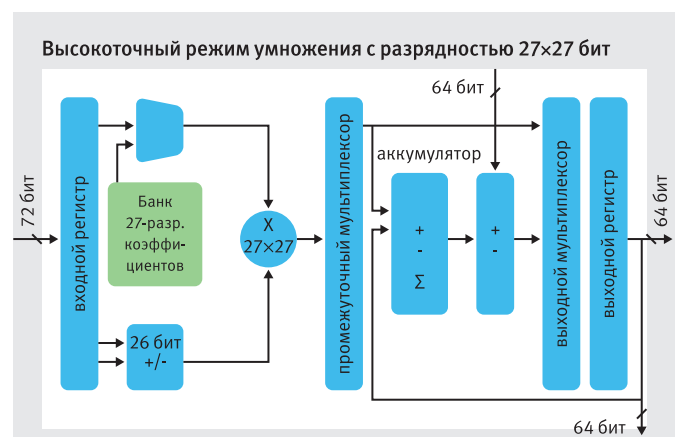 Высокоточный режим умножения с разрядностью 27×27 бит
64 бит
72 бит
входной регистр
Банк
27-разр.
коэффи-
циентов
26 бит
+/-
X
27×27
промежуточный мультиплексор
аккумулятор
+
-
Σ
+
-
выходной мультиплексор
выходной регистр
64 бит
64 бит